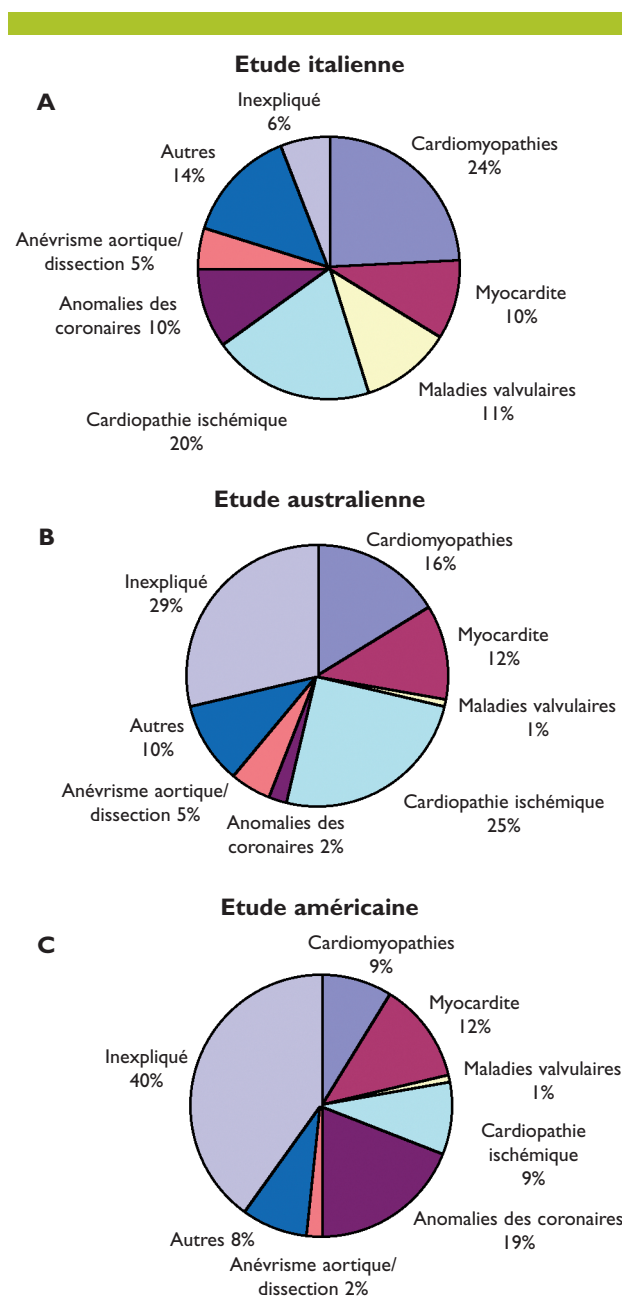 Etude italienne
A
Inexpliqué
6%
Cardiomyopathies
24%
Autres
14%
Anévrisme aortique/
dissection 5%
Myocardite
10%
Anomalies des
coronaires 10%
Maladies valvulaires
11%
Cardiopathie ischémique
20%
Etude australienne
B
Cardiomyopathies
16%
Inexpliqué
29%
Myocardite
12%
Maladies valvulaires
1%
Autres
10%
Anévrisme aortique/
dissection 5%
Cardiopathie ischémique
25%
Anomalies des
coronaires 2%
Etude américaine
C
Cardiomyopathies
9%
Myocardite
12%
Inexpliqué
40%
Maladies valvulaires
1%
Cardiopathie
ischémique
9%
Anomalies des coronaires
19%
Autres 8%
Anévrisme aortique/
dissection 2%